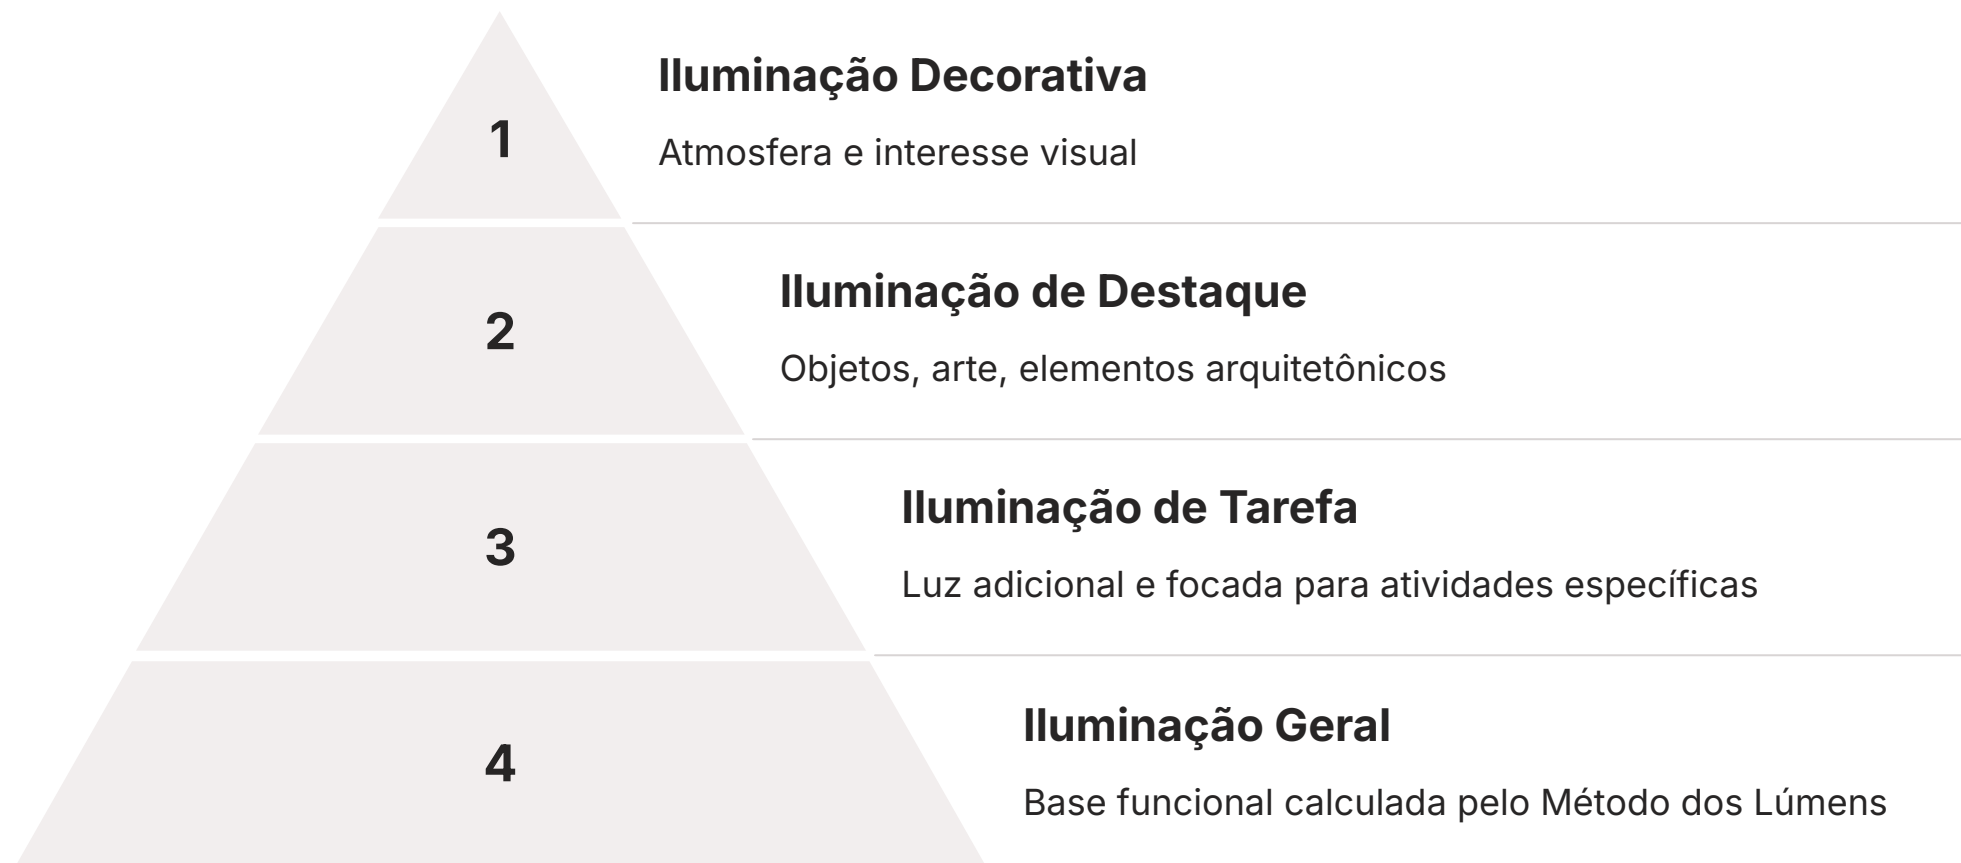 1
Iluminação Decorativa
Atmosfera e interesse visual
2
Iluminação de Destaque
Objetos, arte, elementos arquitetônicos
3
Iluminação de Tarefa
Luz adicional e focada para atividades específicas
4
Iluminação Geral
Base funcional calculada pelo Método dos Lúmens